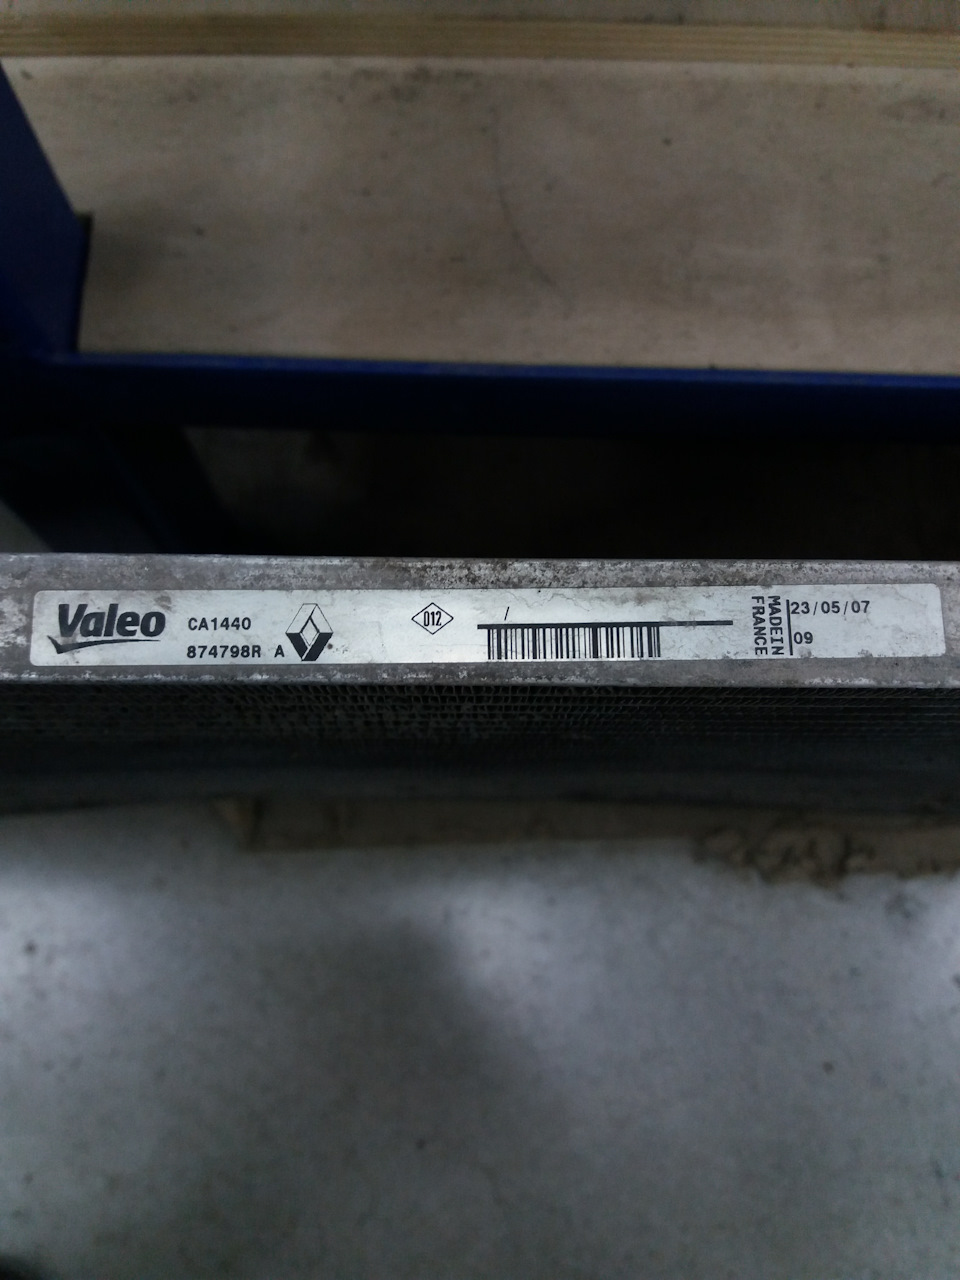 Valeo
CA1440
874798R A
D12
/
MADE IN
FRANCE
23/05/07
09